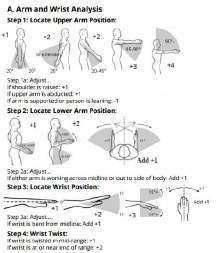 A. Arm and Wrist Analysis
Step 1: Locate Upper Arm Position:
+1 +2 +2 90°+
45-90°
20° 20° 20° 20-45° +3 +4
Step 1a: Adjust...
If shoulder is raised: +1
If upper arm is abducted: +1
If arm is supported or person is leaning: -1
Step 2: Locate Lower Arm Position:
+1 +2
Add +1
Step 2a: Adjust...
If either arm is working across midline or out to side of body: Add +1
Step 3: Locate Wrist Position:
+1 +2 +3 Add +1
Step 3a: Adjust...
If wrist is bent from midline: Add +1
Step 4: Wrist Twist:
If wrist is twisted in mid-range: +1
If wrist is at or near end of range: +2